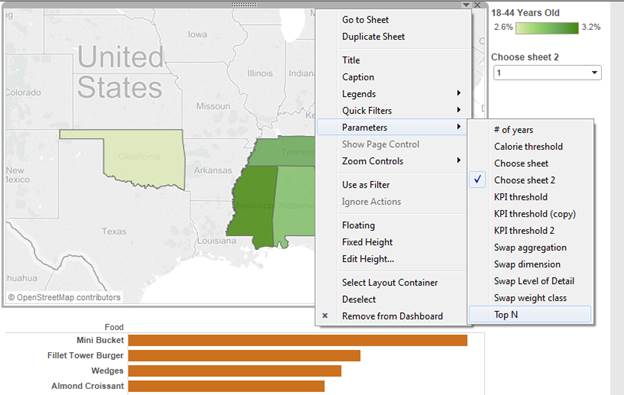 United
States
Iowa
Illinois
Indian
Colorado
Missouri
Oklahoma
Arkansas
New
Mexico
Texas
Louisiana
huahua
© OpenStreetMap contributors
Go to Sheet
Duplicate Sheet
Title
Caption
Legends
Quick Filters
Parameters
Show Page Control
Zoom Controls
Use as Filter
Ignore Actions
Floating
Fixed Height
Edit Height...
Select Layout Container
Deselect
Remove from Dashboard
# of years
Calorie threshold
Choose sheet
Choose sheet 2
KPI threshold
KPI threshold (copy)
KPI threshold 2
Swap aggregation
Swap dimension
Swap Level of Detail
Swap weight class
Top N
18-44 Years Old
2.6% 3.2%
Choose sheet 2
1
Food
Mini Bucket
Fillet Tower Burger
Wedges
Almond Croissant